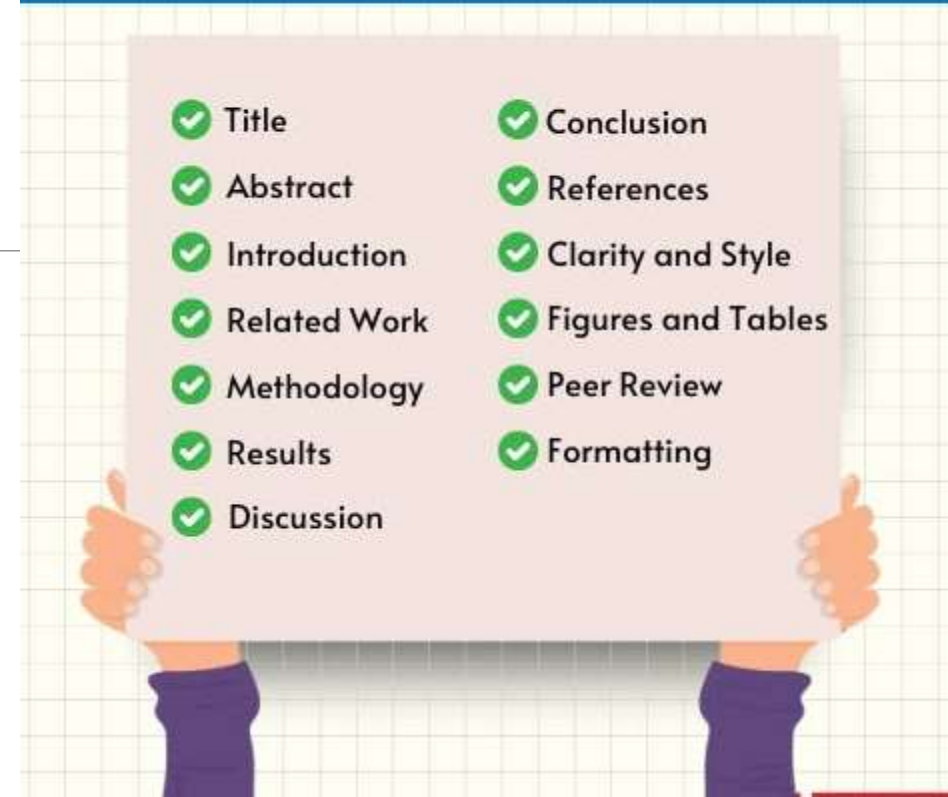 Title
Abstract
Introduction
Related Work
Methodology
Results
Discussion
Conclusion
References
Clarity and Style
Figures and Tables
Peer Review
Formatting